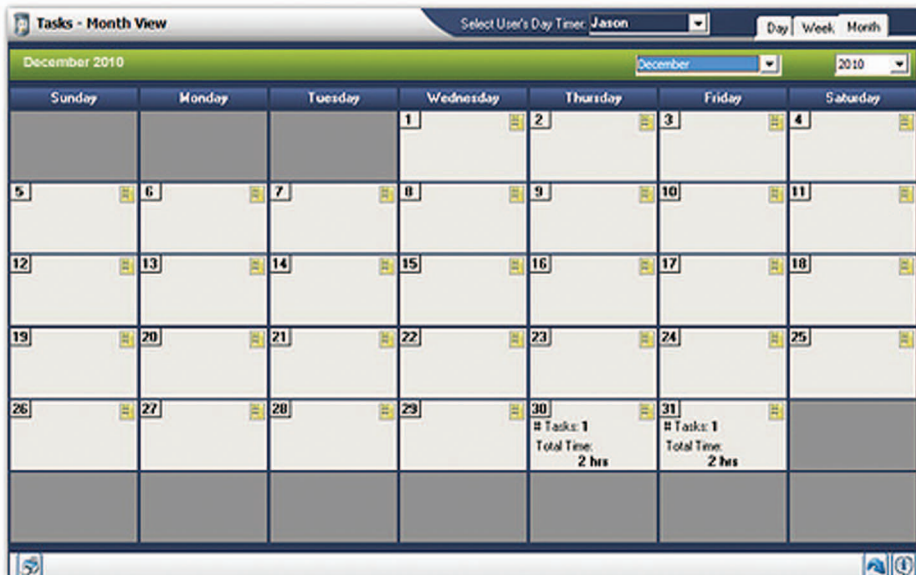 Tasks - Month View
Select User's Day Timer: Jason
Day Week Month
December 2010
December
2010
Sunday Monday Tuesday Wednesday Thursday Friday Saturday
1 2 3 4
5 6 7 8 9 10 11
12 13 14 15 16 17 18
19 20 21 22 23 24 25
26 27 28 29 30 31
# Tasks: 1 # Tasks: 1
Total Time: Total Time:
2 hrs 2 hrs